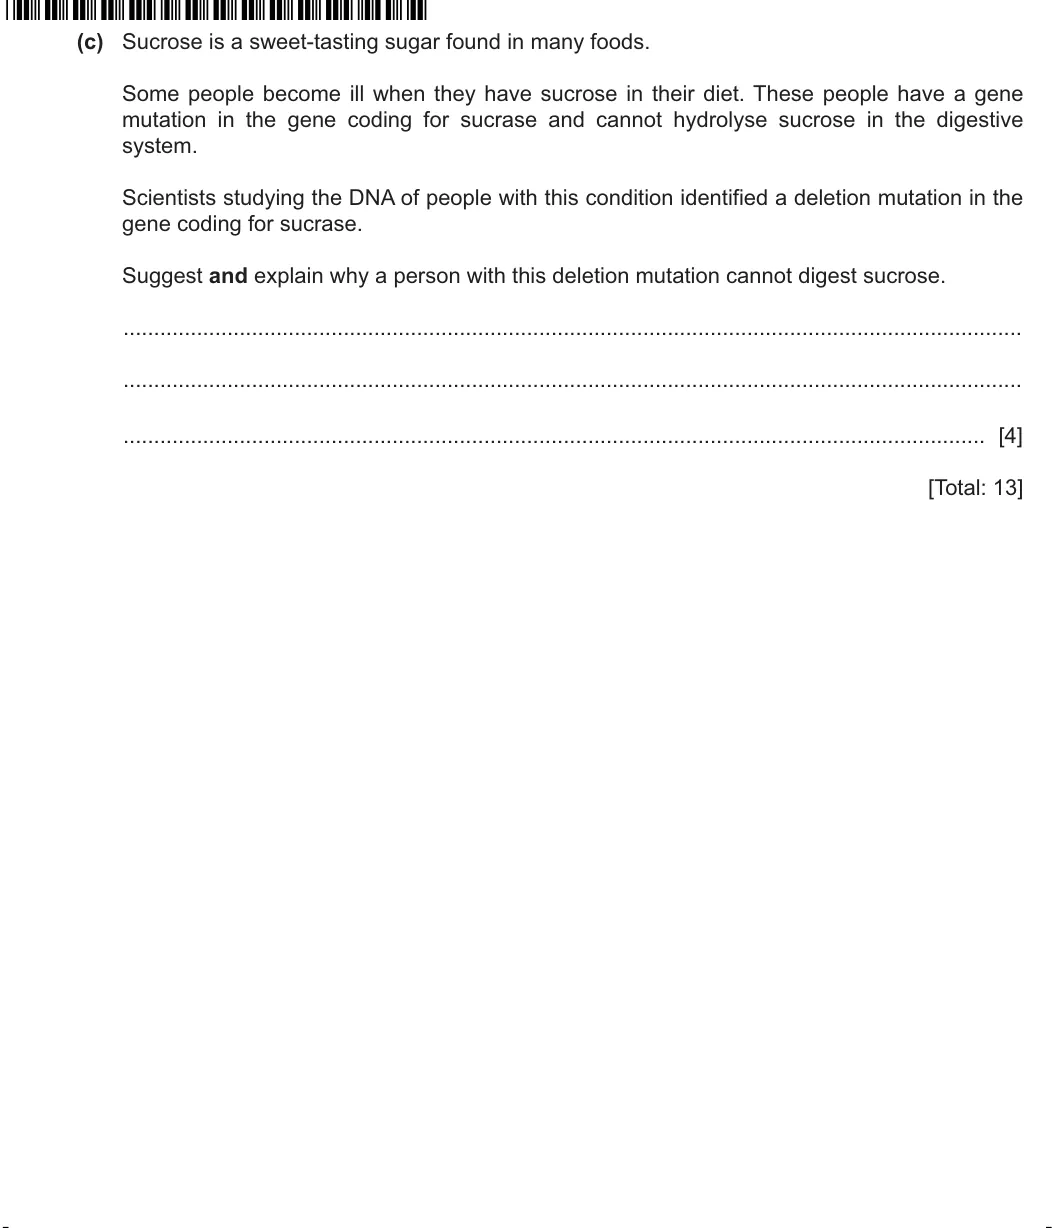 (c) Sucrose is a sweet-tasting sugar found in many foods.
Some people become ill when they have sucrose in their diet. These people have a gene
mutation in the gene coding for sucrase and cannot hydrolyse sucrose in the digestive
system.
Scientists studying the DNA of people with this condition identified a deletion mutation in the
gene coding for sucrase.
Suggest and explain why a person with this deletion mutation cannot digest sucrose.
....................................................................................................................................................
....................................................................................................................................................
.............................................................................................................................................. [4]
[Total: 13]